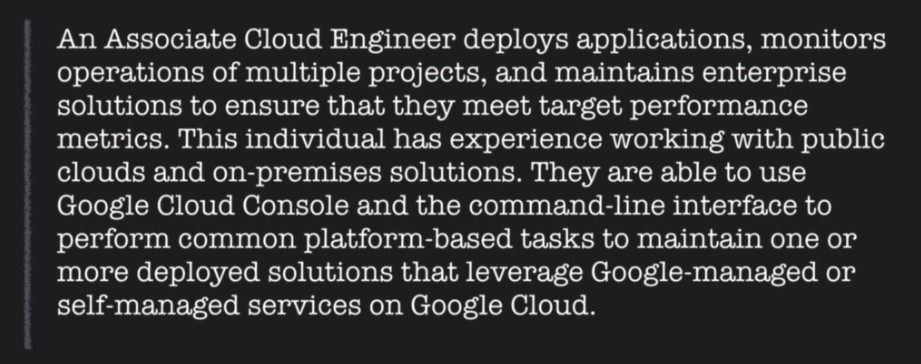 An Associate Cloud Engineer deploys applications, monitors
operations of multiple projects, and maintains enterprise
solutions to ensure that they meet target performance
metrics. This individual has experience working with public
clouds and on-premises solutions. They are able to use
Google Cloud Console and the command-line interface to
perform common platform-based tasks to maintain one or
more deployed solutions that leverage Google-managed or
self-managed services on Google Cloud.